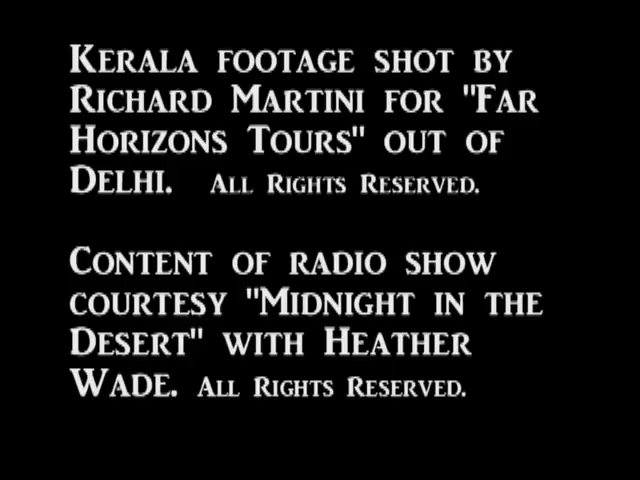 Kerala footage shot by
Richard Martini for "Far
Horizons Tours" out of
Delhi. All Rights Reserved.
Content of radio show
courtesy "Midnight in the
Desert" with Heather
Wade. All Rights Reserved.